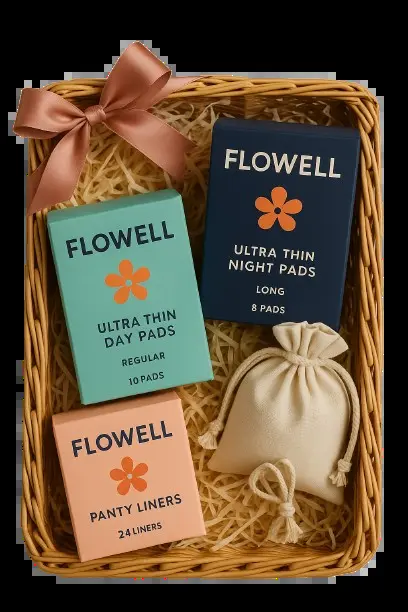 FLOWELL
ULTRA THIN
NIGHT PADS
LONG
8 PADS
FLOWELL
ULTRA THIN
DAY PADS
REGULAR
10 PADS
FLOWELL
PANTY LINERS
24 LINERS